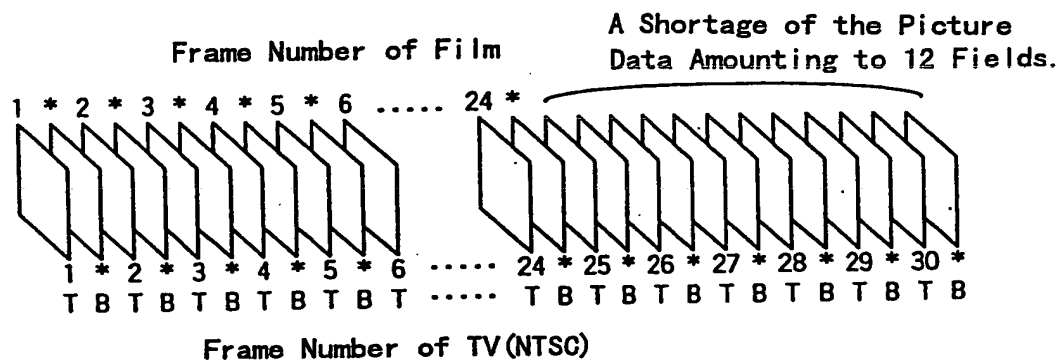 A Shortage of the Picture
Frame Number of Film
Data Amounting to 12 Fields.
1 * 2 * 3 * 4 * 5 * 6 ..... 24 *
1 * 2 * 3 * 4 * 5 * 6 ..... 24 * 25 * 26 * 27 * 28 * 29 * 30 *
T B T B T B T B T B T ..... T B T B T B T B T B T B T B
Frame Number of TV(NTSC)